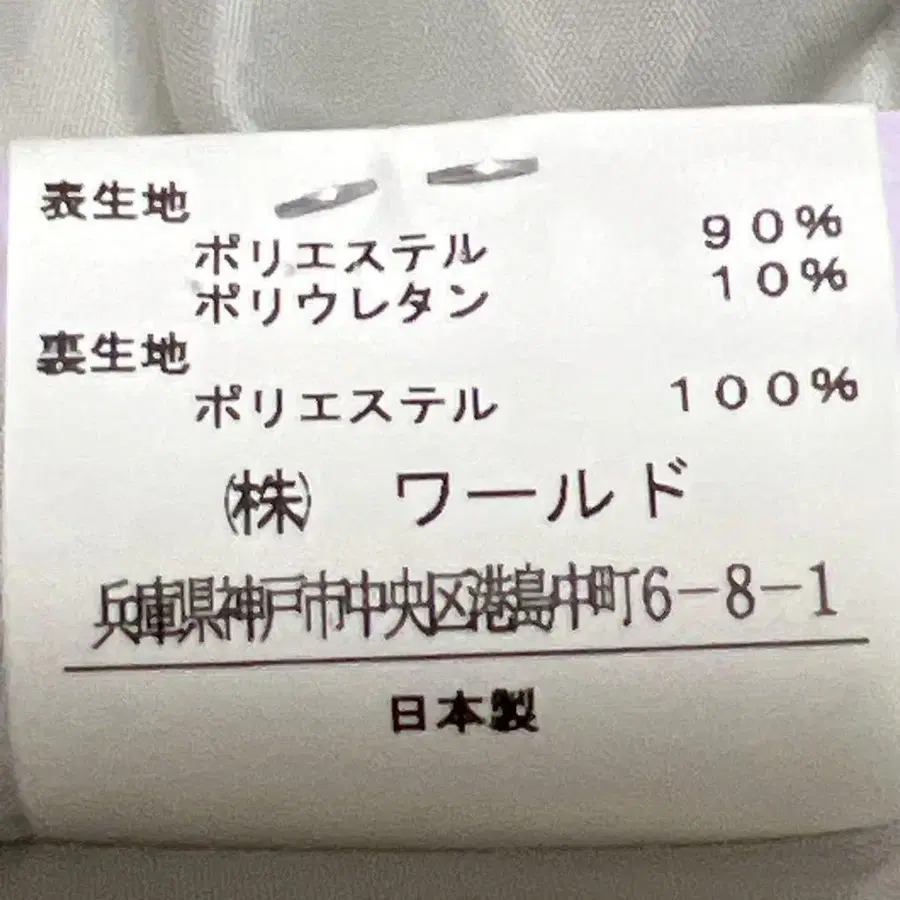 表生地
ポリエステル 90%
ポリウレタン 10%
裏生地
ポリエステル 100%
㈱ ワールド
兵庫県神戸市中央区港島中町6-8-1
日本製